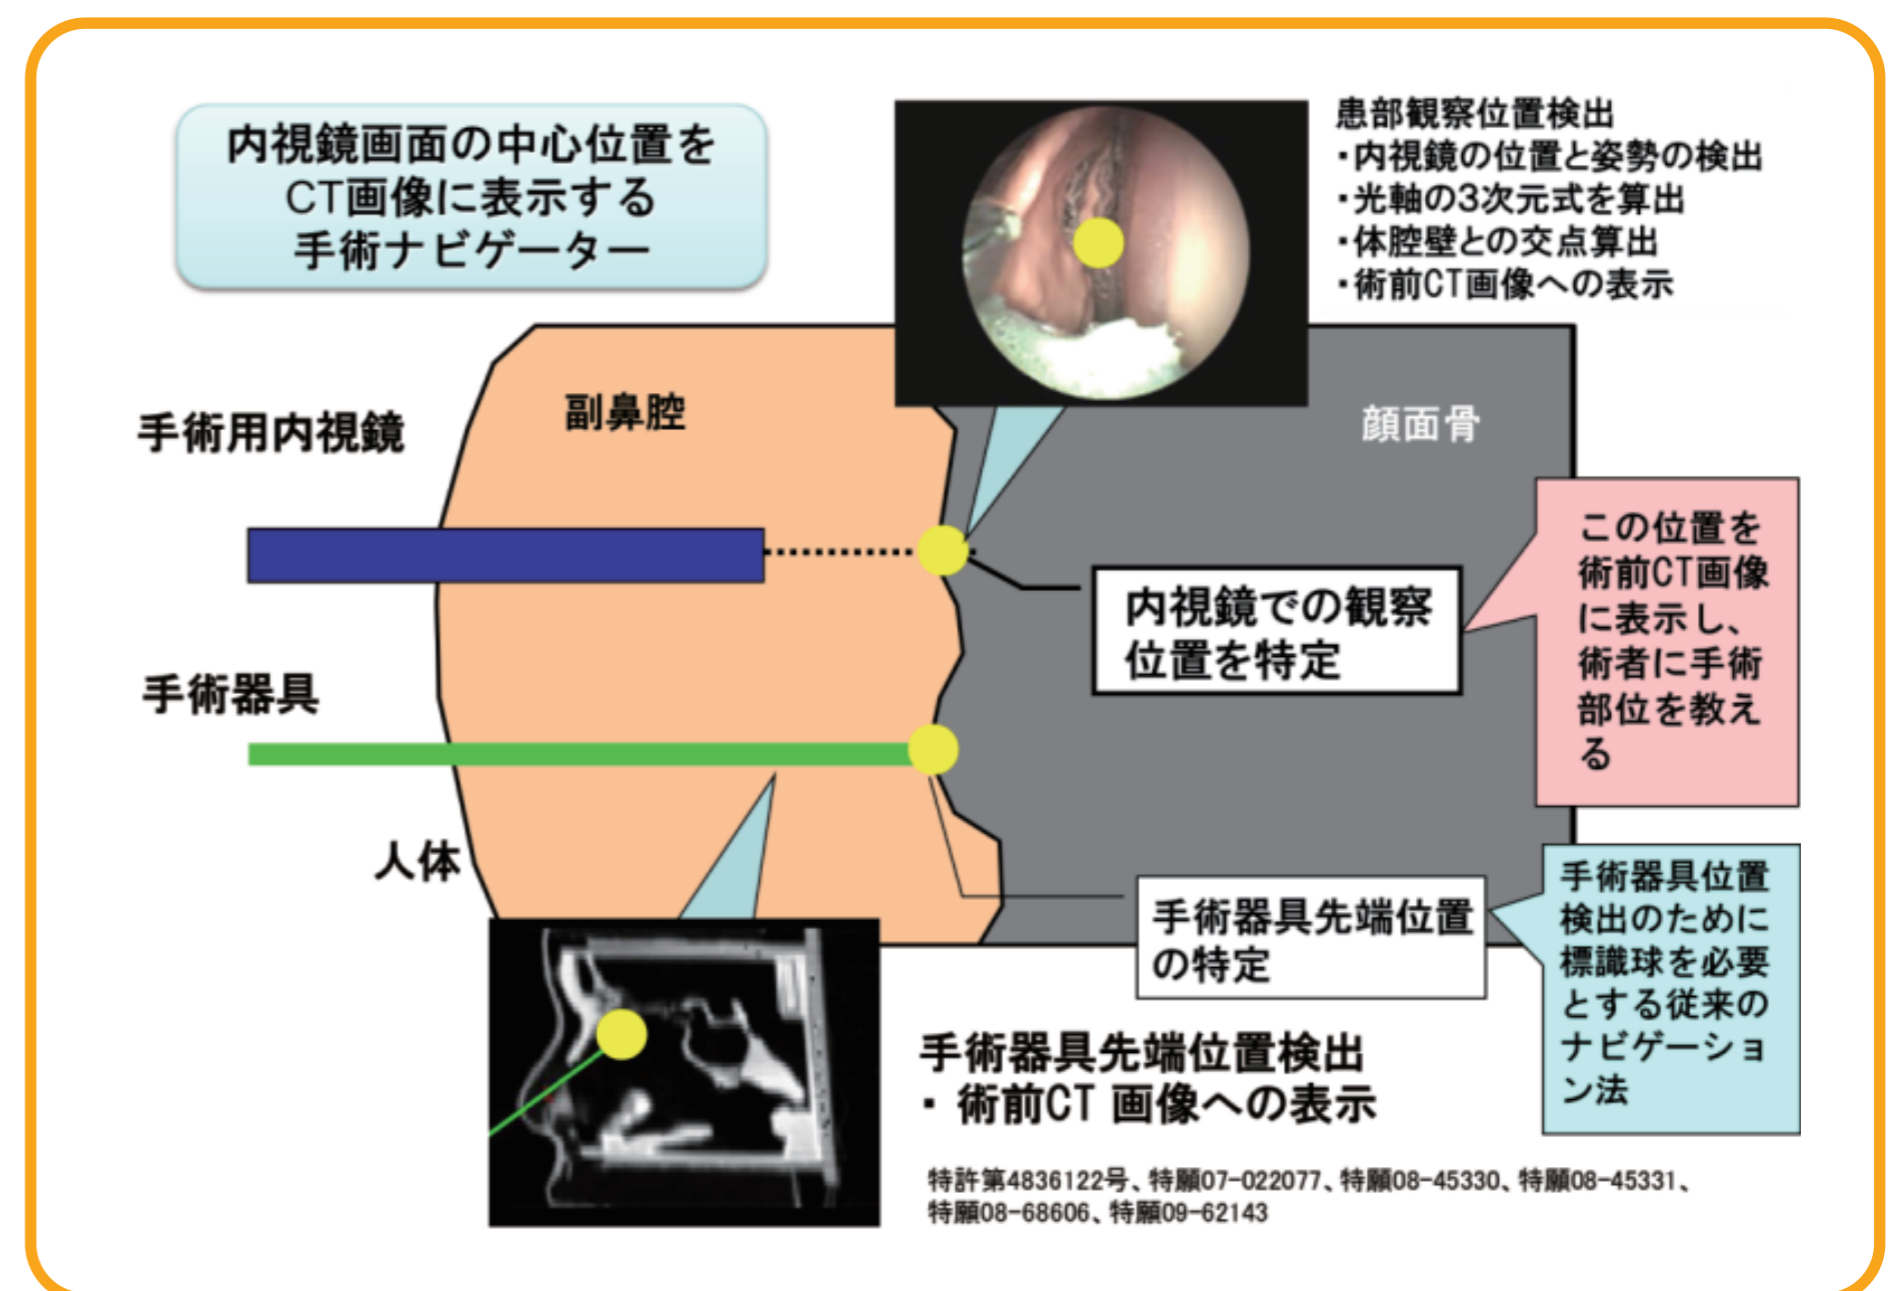 内視鏡画面の中心位置を
CT画像に表示する
手術ナビゲーター
患部観察位置検出
・内視鏡の位置と姿勢の検出
・光軸の3次元式を算出
・体腔壁との交点算出
・術前CT画像への表示
副鼻腔
顔面骨
手術用内視鏡
この位置を
術前CT画像
に表示し、
術者に手術
部位を教え
る
内視鏡での観察
位置を特定
手術器具
人体
手術器具先端位置
の特定
手術器具位置
検出のために
標識球を必要
とする従来の
ナビゲーショ
ン法
手術器具先端位置検出
・ 術前CT 画像への表示
特許第4836122号、特願07-022077、特願08-45330、特願08-45331、
特願08-68606、特願09-62143